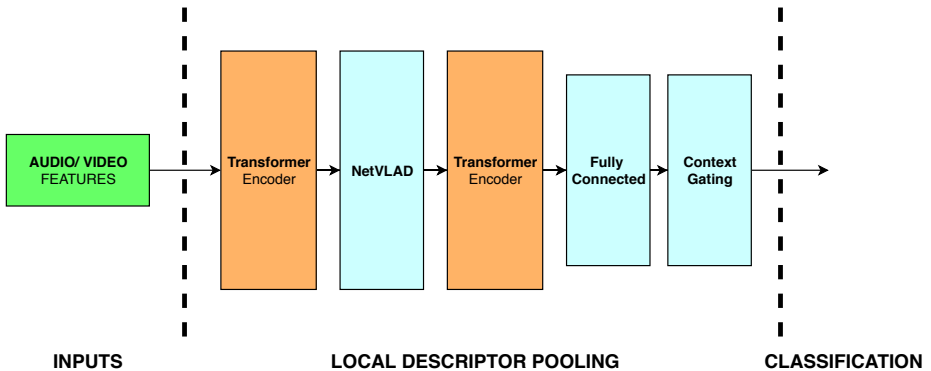 AUDIO/ VIDEO
FEATURES
Transformer
Encoder
NetVLAD
Transformer
Encoder
Fully
Connected
Context
Gating
INPUTS
LOCAL DESCRIPTOR POOLING
CLASSIFICATION